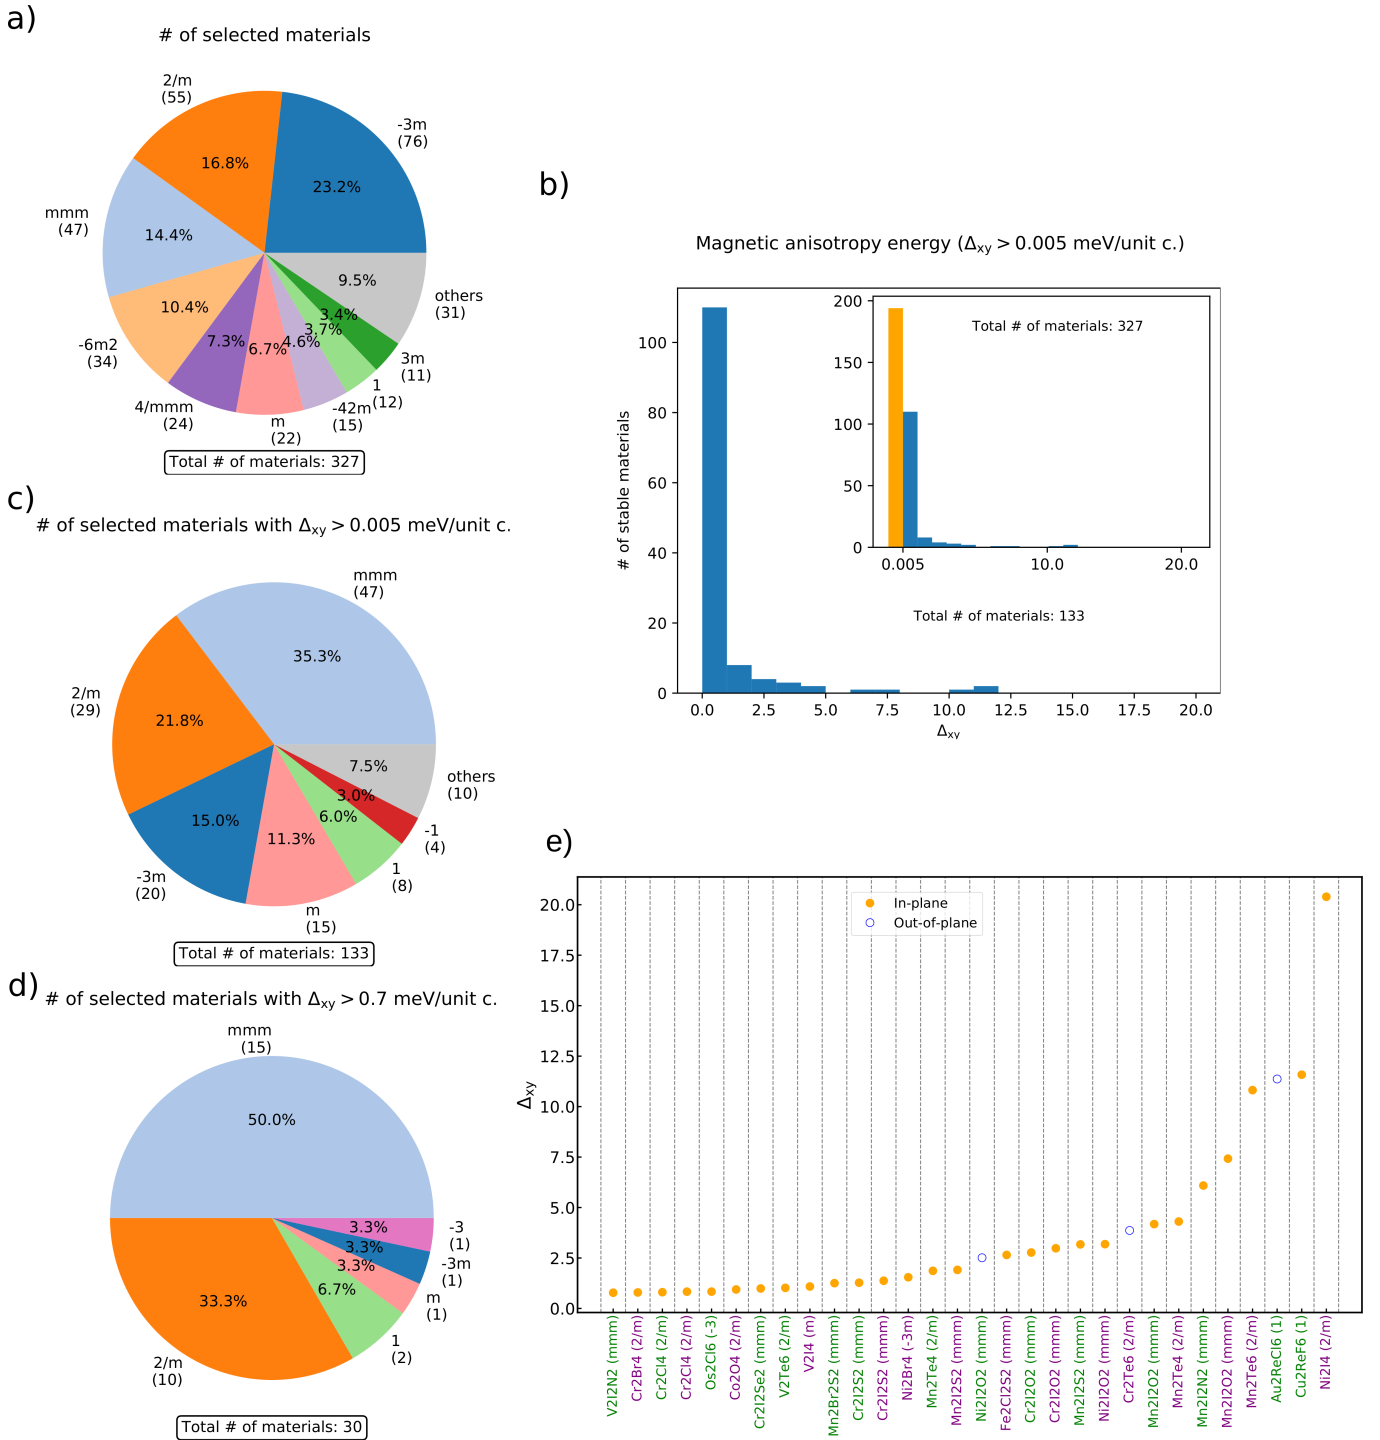 a)
# of selected materials
2/m
(55)
-3m
(76)
16.8%
23.2%
mmm
(47)
14.4%
9.5%
others
(31)
10.4%
3.4%
3.7%
7.3%
6.7%
4.6%
-6m2
(34)
3m
(11)
1
(12)
4/mmm
(24)
-42m
(15)
m
(22)
Total # of materials: 327
b)
Magnetic anisotropy energy (Δxy > 0.005 meV/unit c.)
# of stable materials
100
80
60
40
20
0
0.0 2.5 5.0 7.5 10.0 12.5 15.0 17.5 20.0
Δxy
200
150
100
50
0
0.005 10.0 20.0
Total # of materials: 327
Total # of materials: 133
c)
# of selected materials with Δxy > 0.005 meV/unit c.
mmm
(47)
35.3%
2/m
(29)
21.8%
7.5%
others
(10)
3.0%
15.0%
6.0%
11.3%
-1
(4)
-3m
(20)
1
(8)
m
(15)
Total # of materials: 133
d)
# of selected materials with Δxy > 0.7 meV/unit c.
mmm
(15)
50.0%
3.3%
-3
(1)
3.3%
-3m
(1)
3.3%
m
(1)
6.7%
33.3%
1
(2)
2/m
(10)
Total # of materials: 30
e)
In-plane
Out-of-plane
Δxy
20.0
17.5
15.0
12.5
10.0
7.5
5.0
2.5
0.0
V2I2N2 (mmm)
Cr2Br4 (2/m)
Cr2Cl4 (2/m)
Cr2Cl4 (2/m)
Os2Cl6 (-3)
Co2O4 (2/m)
Cr2I2Se2 (mmm)
V2Te6 (2/m)
V2I4 (m)
Mn2Br2S2 (mmm)
Cr2I2S2 (mmm)
Cr2I2S2 (mmm)
Ni2Br4 (-3m)
Mn2Te4 (2/m)
Mn2I2S2 (mmm)
Ni2I2O2 (mmm)
Fe2Cl2S2 (mmm)
Cr2I2O2 (mmm)
Cr2I2O2 (mmm)
Mn2I2S2 (mmm)
Ni2I2O2 (mmm)
Cr2Te6 (2/m)
Mn2I2O2 (mmm)
Mn2Te4 (2/m)
Mn2I2N2 (mmm)
Mn2I2O2 (mmm)
Mn2Te6 (2/m)
Au2ReCl6 (1)
Cu2ReF6 (1)
Ni2I4 (2/m)